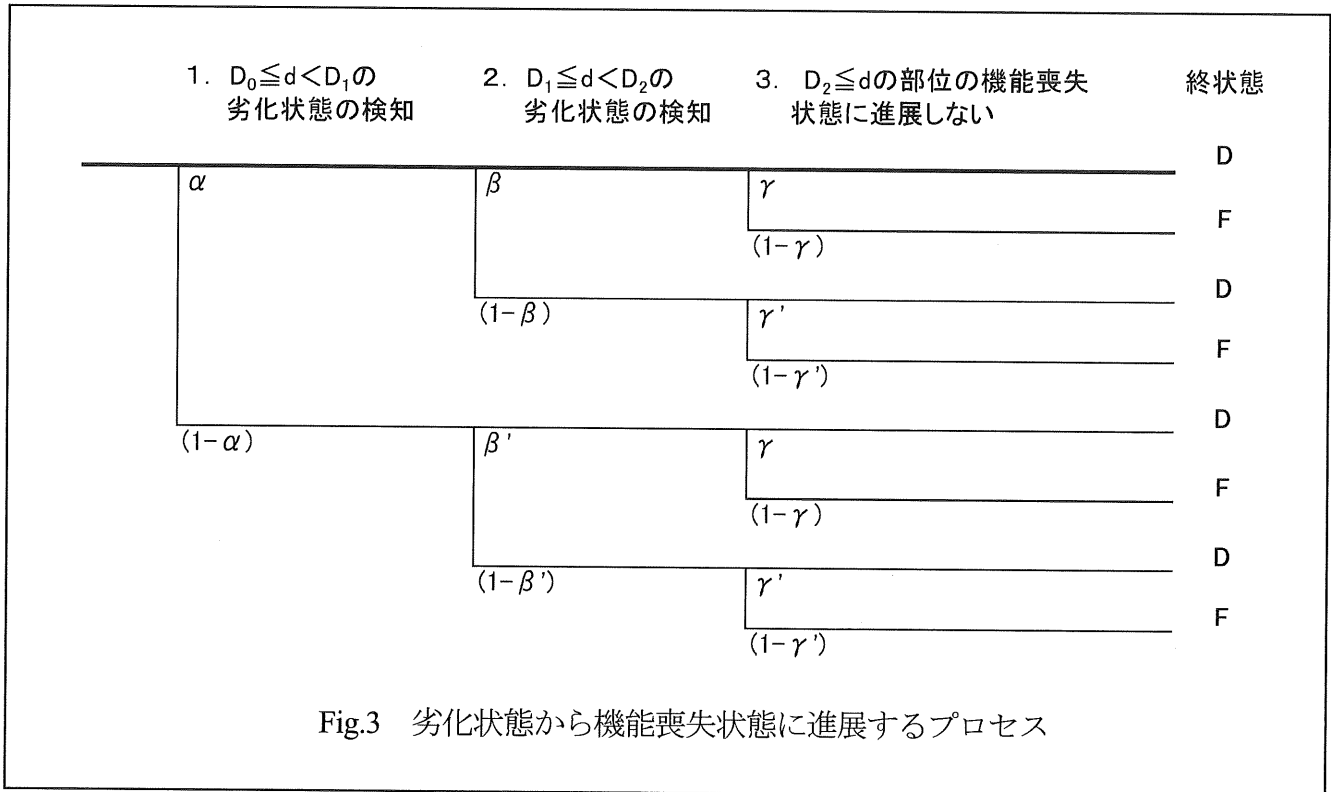 1. D₀≦d<D₁の
劣化状態の検知
2. D₁≦d<D₂の
劣化状態の検知
3. D₂≦dの部位の機能喪失
状態に進展しない
終状態
D
α
β
γ
F
(1-γ)
D
(1-β)
γ'
F
(1-γ')
D
(1-α)
β'
γ
F
(1-γ)
D
(1-β')
γ'
F
(1-γ')
Fig.3 劣化状態から機能喪失状態に進展するプロセス